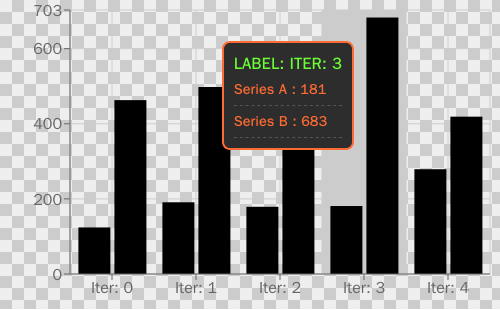 703
600
400
200
0
LABEL: ITER: 3
Series A : 181
Series B : 683
Iter: 0 Iter: 1 Iter: 2 Iter: 3 Iter: 4